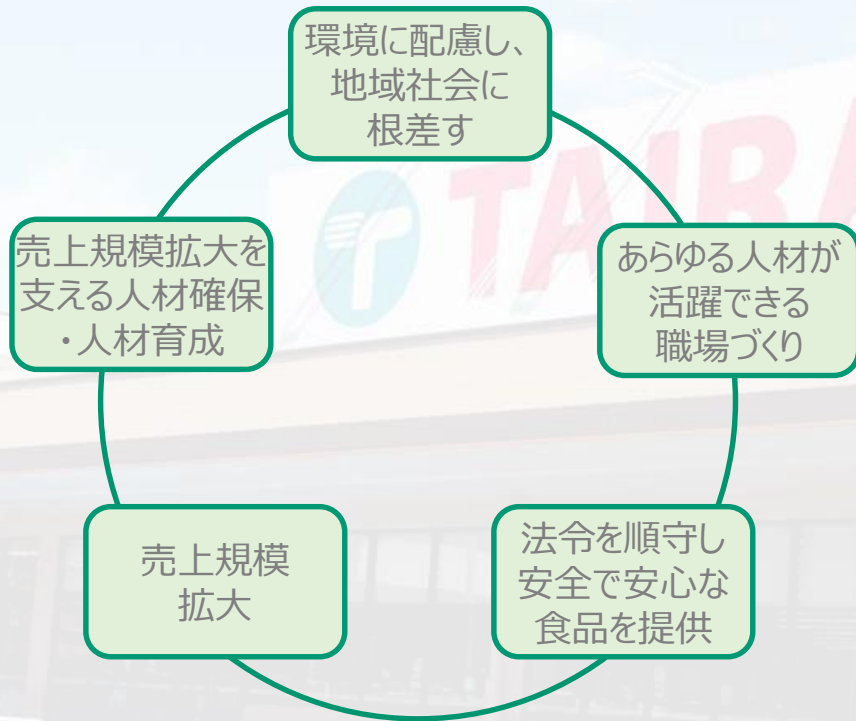 環境に配慮し、
地域社会に
根差す
TAIRA
売上規模拡大を
支える人材確保
・人材育成
あらゆる人材が
活躍できる
職場づくり
売上規模
拡大
法令を順守し
安全で安心な
食品を提供